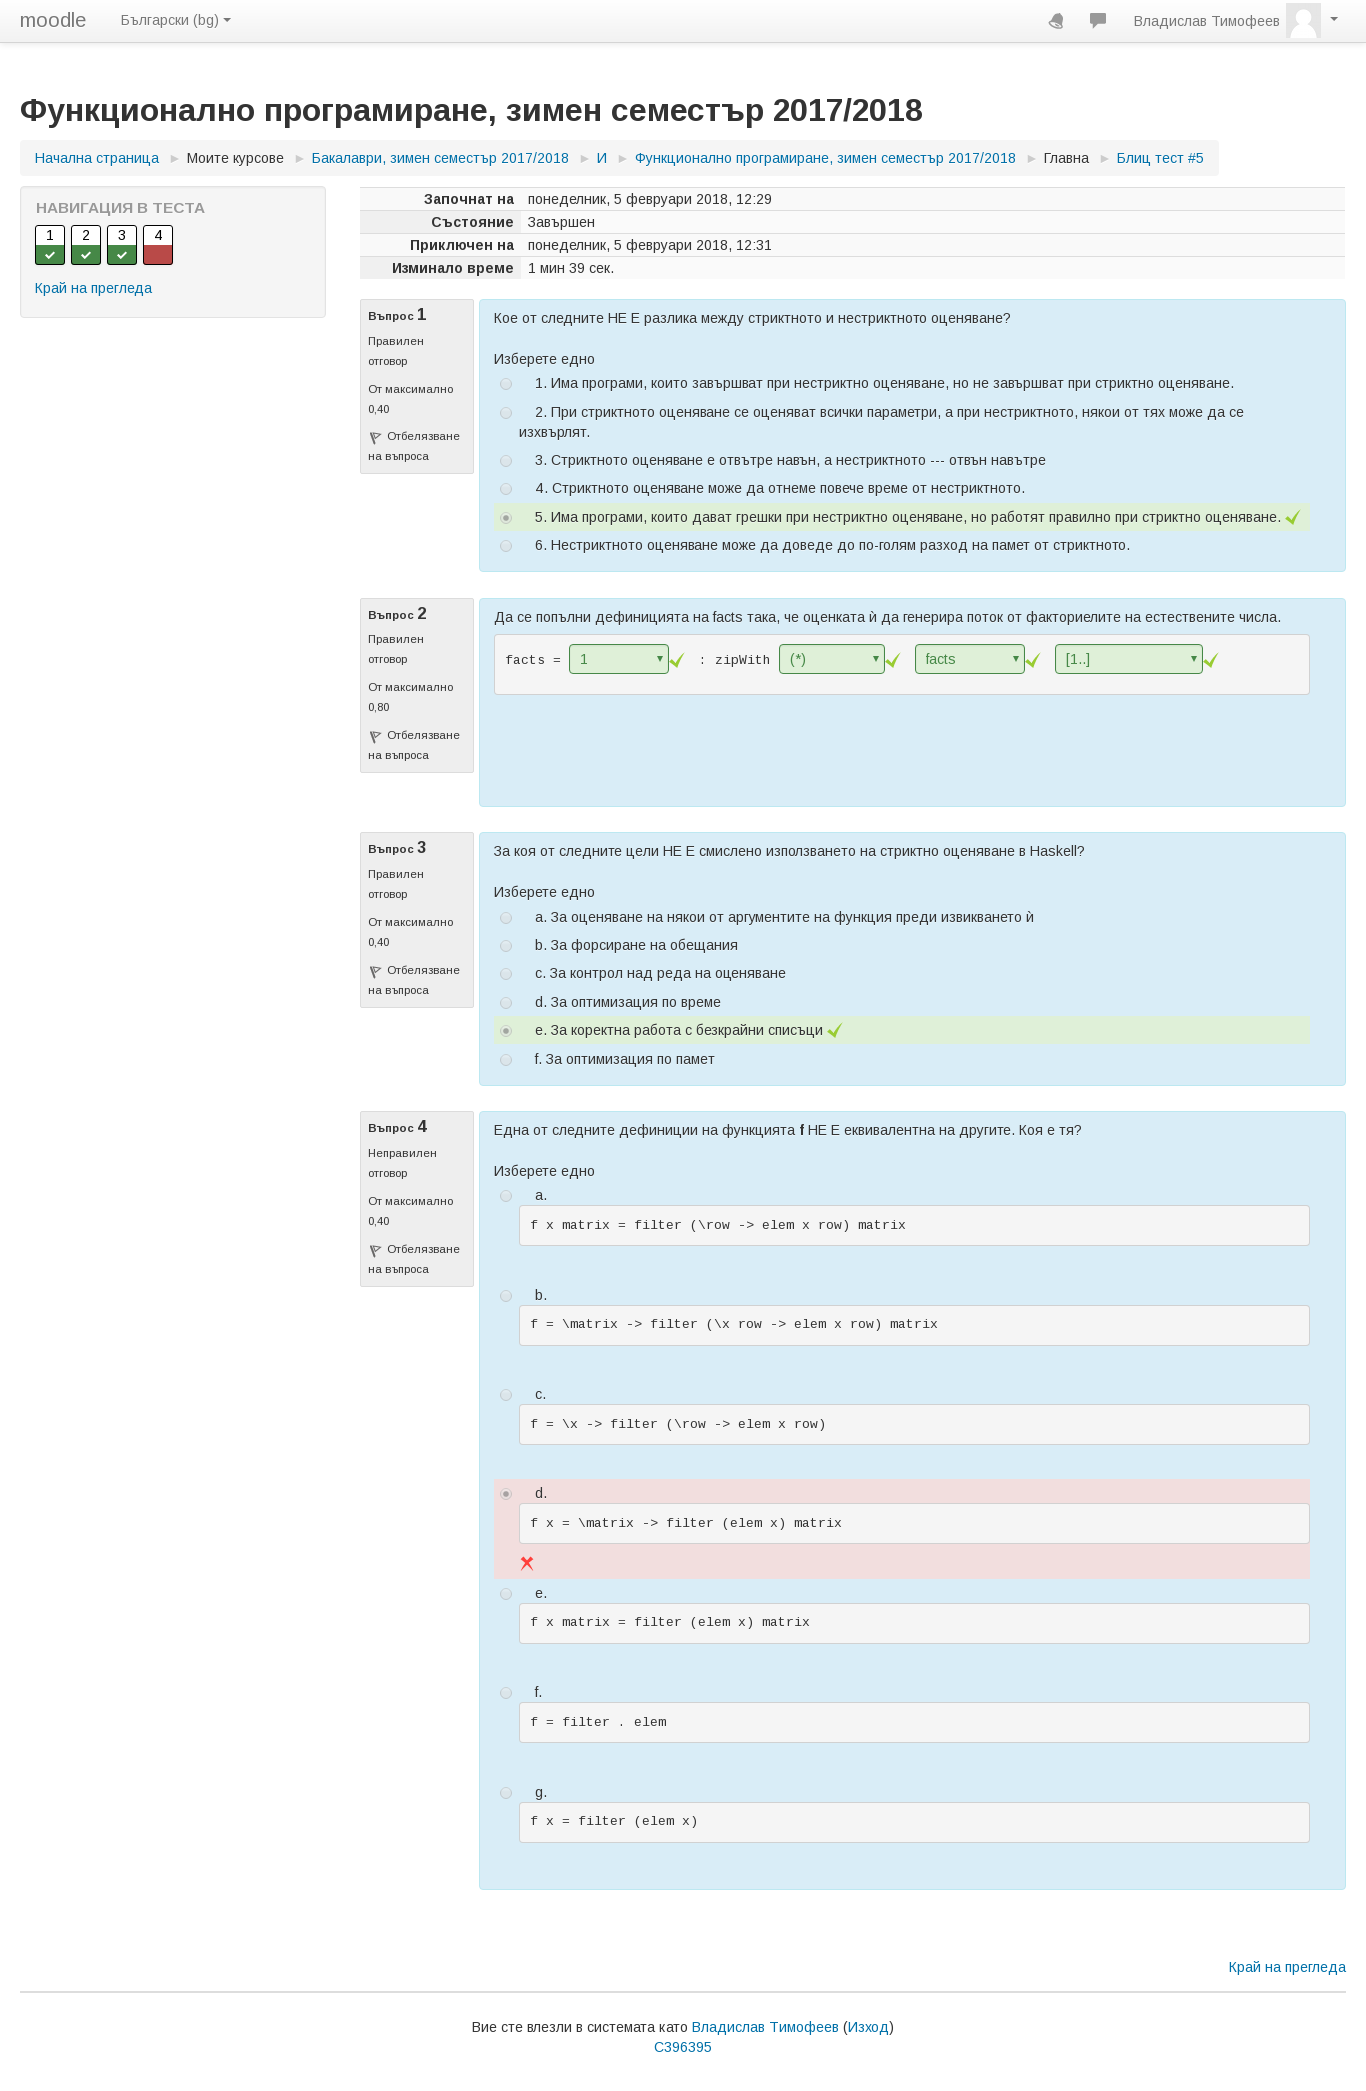 moodle Български (bg) Владислав Тимофеев
Функционално програмиране, зимен семестър 2017/2018
Начална страница ► Моите курсове ► Бакалаври, зимен семестър 2017/2018 ► И ► Функционално програмиране, зимен семестър 2017/2018 ► Главна ► Блиц тест #5
НАВИГАЦИЯ В ТЕСТА
1 2 3 4
Край на прегледа
Започнат на понеделник, 5 февруари 2018, 12:29
Състояние Завършен
Приключен на понеделник, 5 февруари 2018, 12:31
Изминало време 1 мин 39 сек.
Въпрос 1
Правилен
отговор
От максимално
0,40
Отбелязване
на въпроса
Кое от следните НЕ Е разлика между стриктното и нестриктното оценяване?
Изберете едно
1. Има програми, които завършват при нестриктно оценяване, но не завършват при стриктно оценяване.
2. При стриктното оценяване се оценяват всички параметри, а при нестриктното, някои от тях може да се
изхвърлят.
3. Стриктното оценяване е отвътре навън, а нестриктното --- отвън навътре
4. Стриктното оценяване може да отнеме повече време от нестриктното.
5. Има програми, които дават грешки при нестриктно оценяване, но работят правилно при стриктно оценяване.
6. Нестриктното оценяване може да доведе до по-голям разход на памет от стриктното.
Въпрос 2
Правилен
отговор
От максимално
0,80
Отбелязване
на въпроса
Да се попълни дефиницията на facts така, че оценката ѝ да генерира поток от факториелите на естествените числа.
facts = 1 : zipWith (*) facts [1..]
Въпрос 3
Правилен
отговор
От максимално
0,40
Отбелязване
на въпроса
За коя от следните цели НЕ Е смислено използването на стриктно оценяване в Haskell?
Изберете едно
a. За оценяване на някои от аргументите на функция преди извикването ѝ
b. За форсиране на обещания
c. За контрол над реда на оценяване
d. За оптимизация по време
e. За коректна работа с безкрайни списъци
f. За оптимизация по памет
Въпрос 4
Неправилен
отговор
От максимално
0,40
Отбелязване
на въпроса
Една от следните дефиниции на функцията f НЕ Е еквивалентна на другите. Коя е тя?
Изберете едно
a.
f x matrix = filter (\row -> elem x row) matrix
b.
f = \matrix -> filter (\x row -> elem x row) matrix
c.
f = \x -> filter (\row -> elem x row)
d.
f x = \matrix -> filter (elem x) matrix
e.
f x matrix = filter (elem x) matrix
f.
f = filter . elem
g.
f x = filter (elem x)
Край на прегледа
Вие сте влезли в системата като Владислав Тимофеев (Изход)
C396395